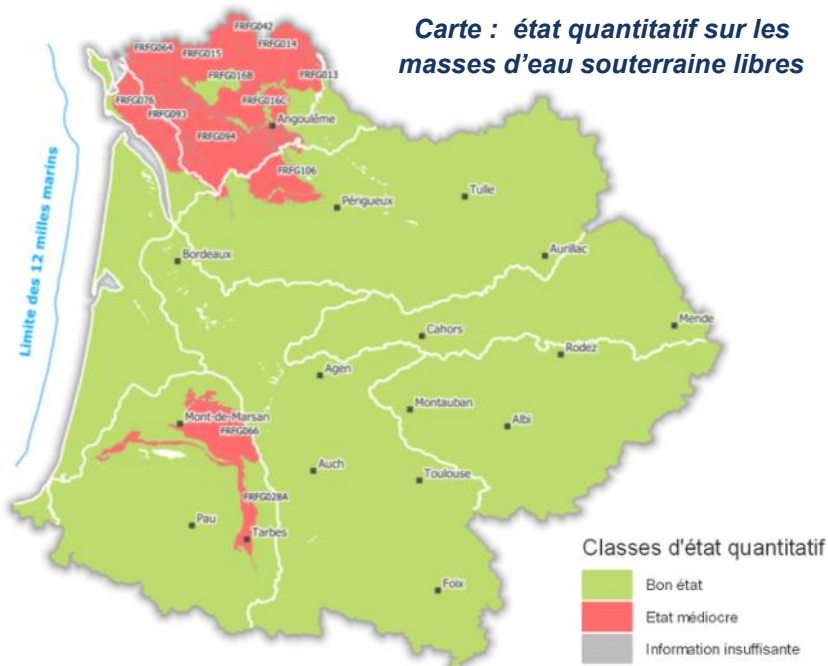 Carte : état quantitatif sur les
masses d'eau souterraine libres
FRFG042
FRFG064
FRFG014
FRFG015
FRFG016B
FRFG013
FRFG076
FRFG016C
FRFG093
Angoulême
FRFG094
FRFG106
Périgueux
Tulle
Limite des 12 milles marins
Bordeaux
Aurillac
Cahors
Mende
Rodez
Agen
Mont-de-Marsan
FRFG066
Montauban
Albi
Auch
Toulouse
FRFG028A
Pau
Tarbes
Foix
Classes d'état quantitatif
Bon état
Etat médiocre
Information insuffisante